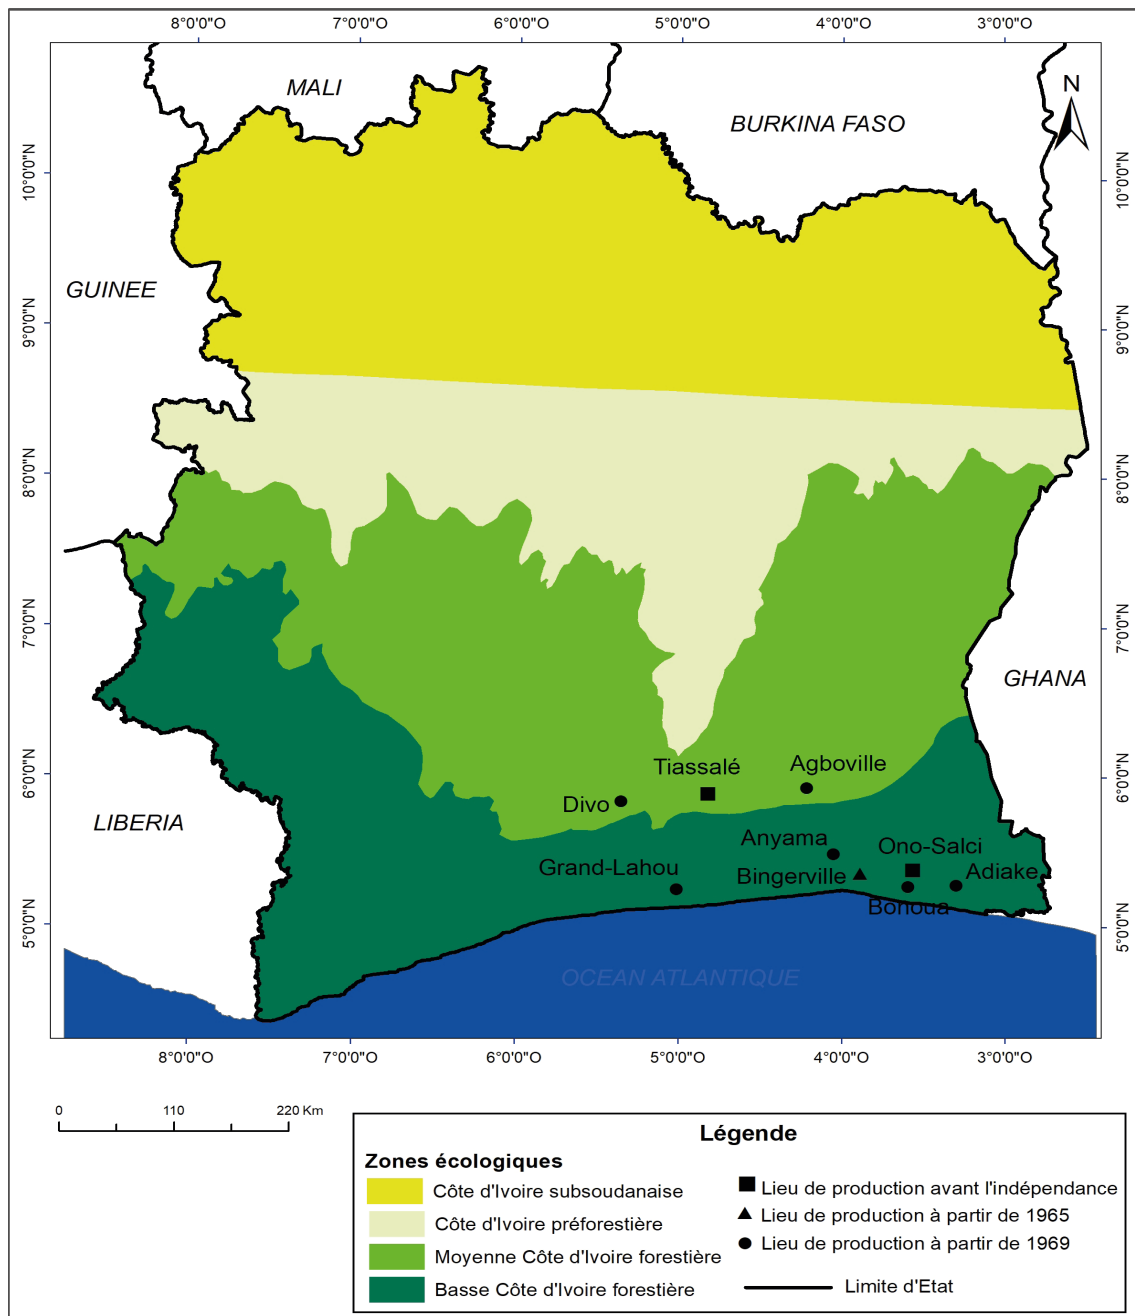 8°0'0"O
7°0'0"O
6°0'0"O
5°0'0"O
4°0'0"O
3°0'0"O
MALI
BURKINA FASO
N
10°0'0"N
10°0'0"N
GUINEE
9°0'0"N
9°0'0"N
8°0'0"N
8°0'0"N
7°0'0"N
7°0'0"N
GHANA
6°0'0"N
6°0'0"N
Tiassalé
Agboville
Divo
LIBERIA
Anyama
Ono-Salci
Grand-Lahou
Bingerville
Adiake
Bonoua
5°0'0"N
5°0'0"N
OCEAN ATLANTIQUE
8°0'0"O
7°0'0"O
6°0'0"O
5°0'0"O
4°0'0"O
3°0'0"O
0
110
220 Km
Légende
Zones écologiques
Côte d'Ivoire subsoudanaise
Côte d'Ivoire préforestière
Moyenne Côte d'Ivoire forestière
Basse Côte d'Ivoire forestière
Lieu de production avant l'indépendance
Lieu de production à partir de 1965
Lieu de production à partir de 1969
Limite d'Etat